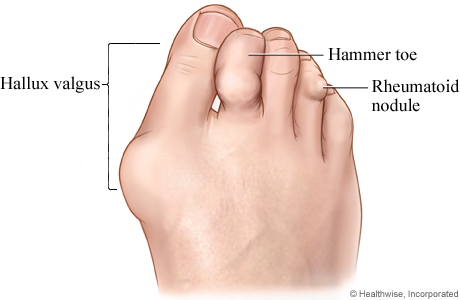 Hammer toe
Hallux valgus
Rheumatoid
nodule
© Healthwise, Incorporated